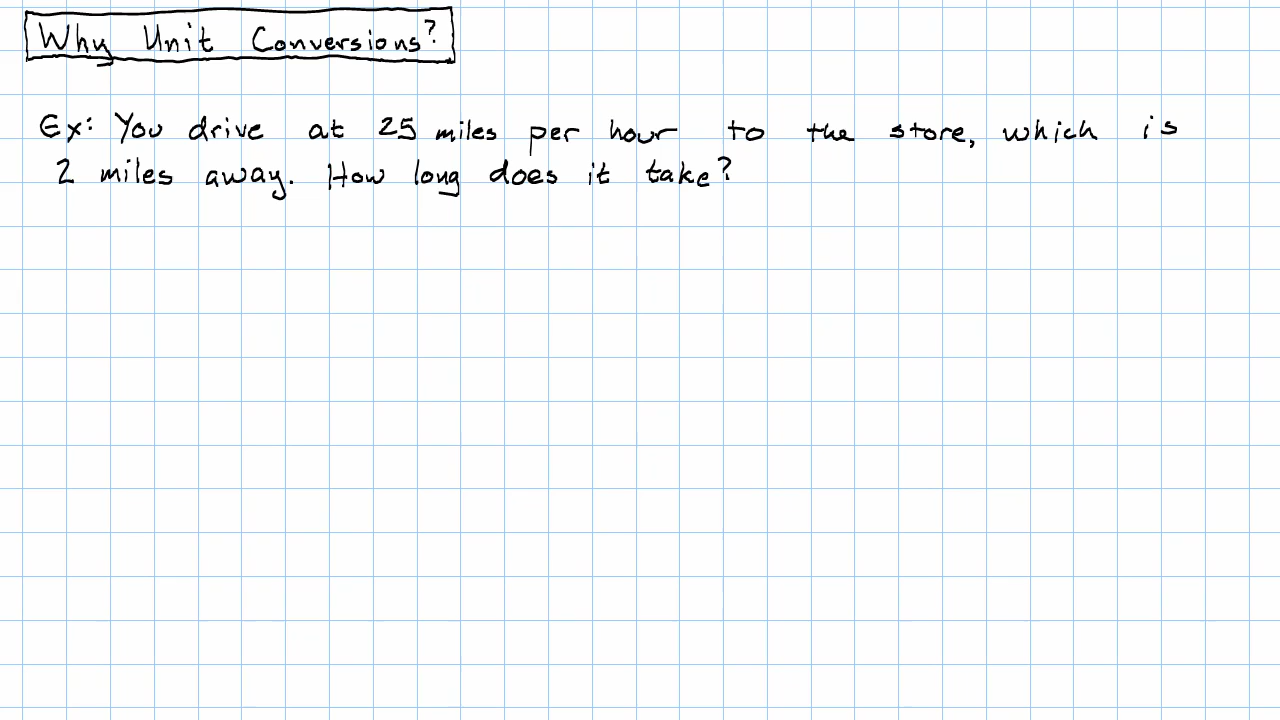 Why Unit Conversions?
Ex: You drive at 25 miles per hour to the store, which is
2 miles away. How long does it take?